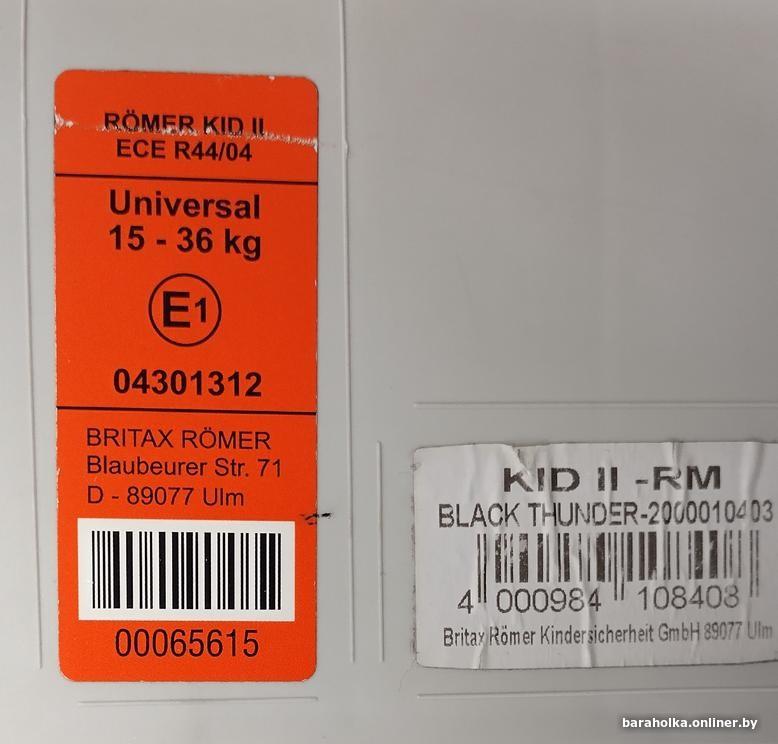 RÖMER KID II
ECE R44/04
Universal
15 - 36 kg
E1
04301312
BRITAX RÖMER
Blaubeurer Str. 71
D - 89077 Ulm
00065615
KID II -RM
BLACK THUNDER-2000010403
4 000984 108408
Britax Römer Kindersicherheit GmbH 89077 Ulm
baraholka.onliner.by